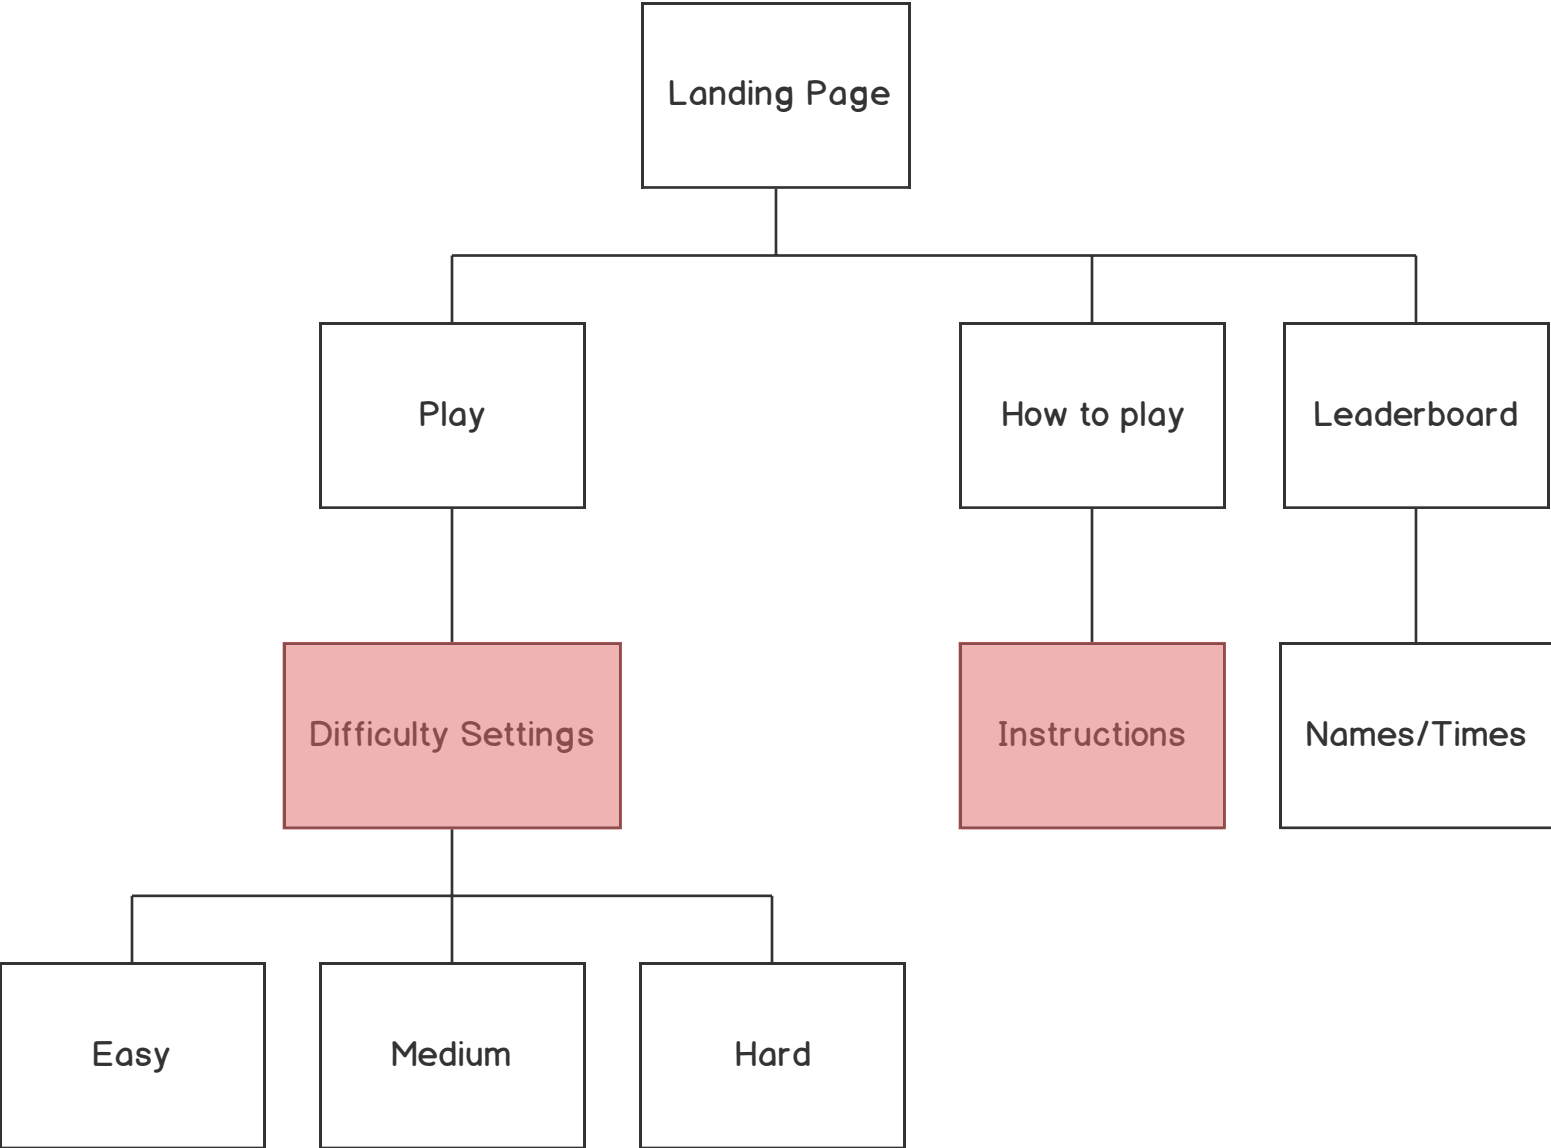 Landing Page
Play
How to play
Leaderboard
Difficulty Settings
Instructions
Names/Times
Easy
Medium
Hard